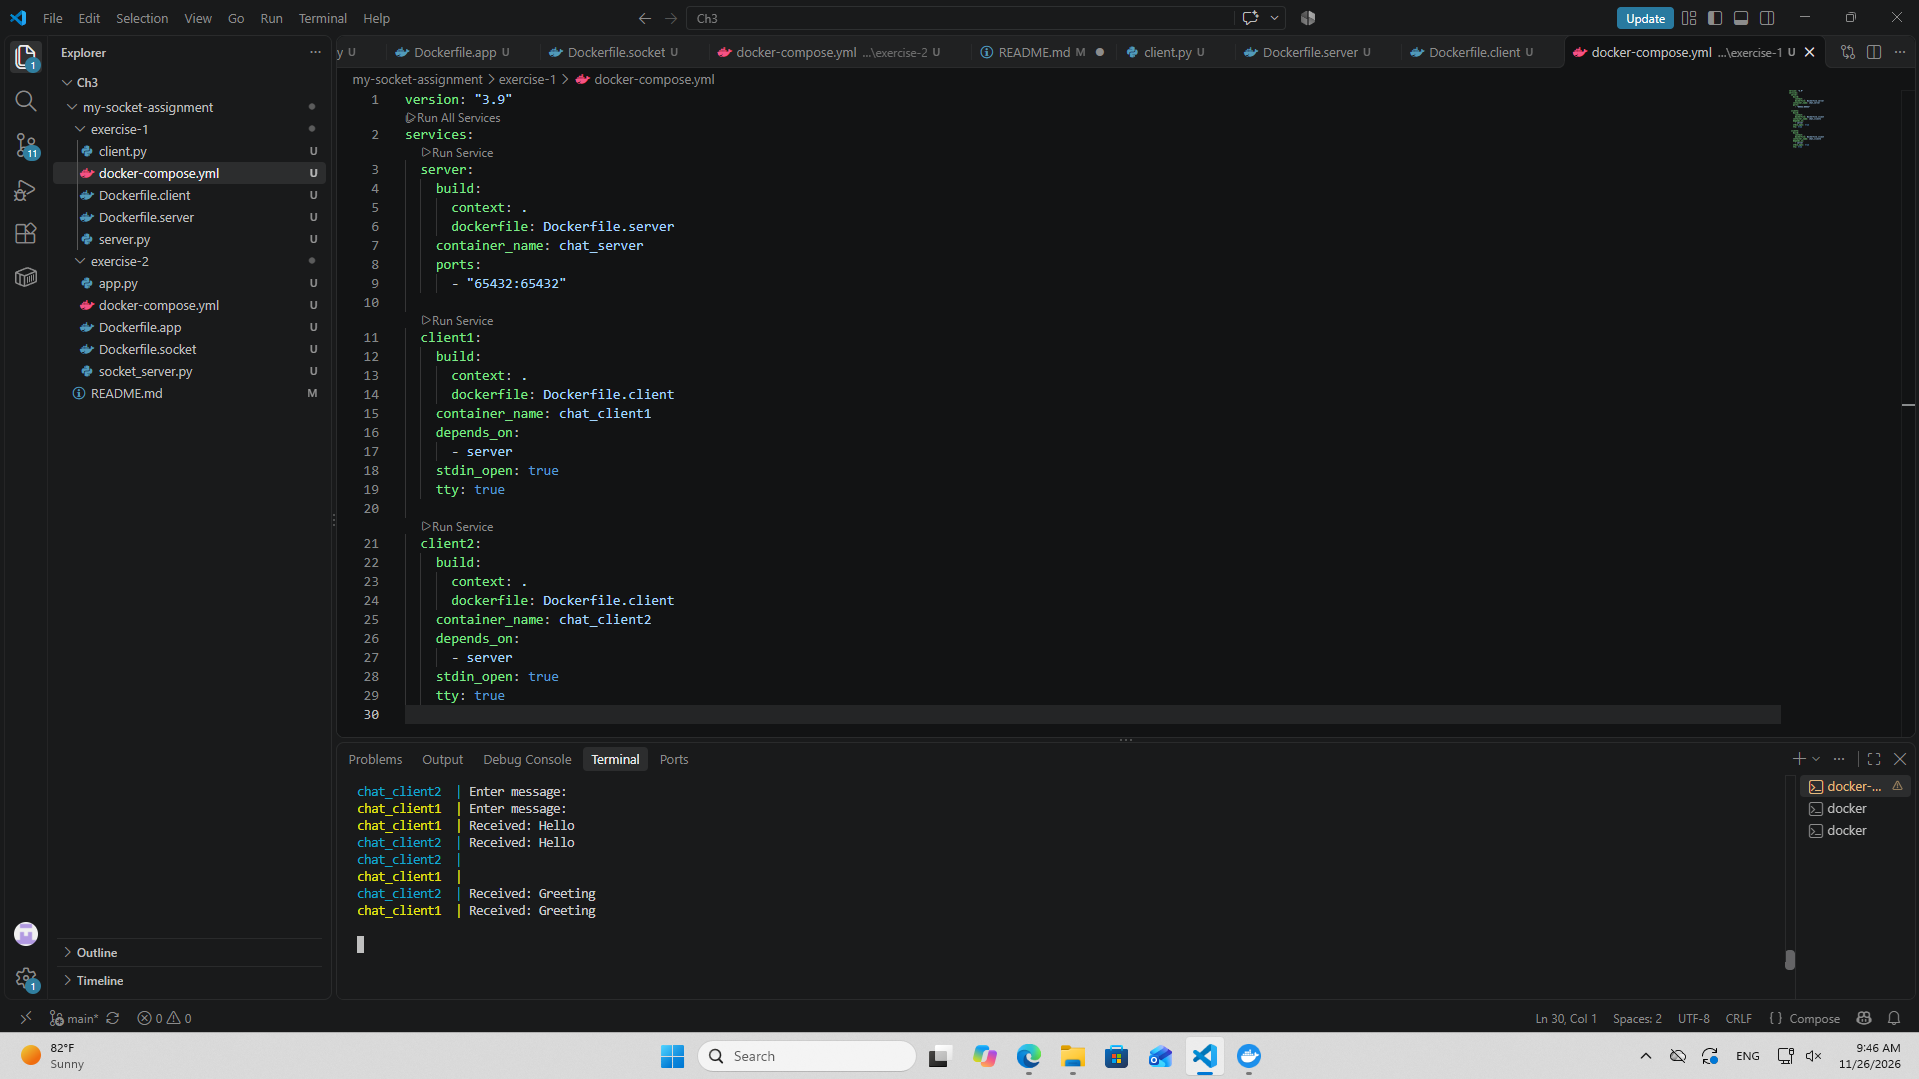 File Edit Selection View Go Run Terminal Help
Ch3
Update
Explorer
1
Ch3
my-socket-assignment
exercise-1
client.py U
docker-compose.yml U
Dockerfile.client U
Dockerfile.server U
server.py U
exercise-2
app.py U
docker-compose.yml U
Dockerfile.app U
Dockerfile.socket U
socket_server.py U
README.md M
11
Outline
Timeline
1
y U Dockerfile.app U Dockerfile.socket U docker-compose.yml ...\exercise-2 U README.md M client.py U Dockerfile.server U Dockerfile.client U docker-compose.yml ...\exercise-1 U
my-socket-assignment > exercise-1 > docker-compose.yml
1 version: "3.9"
Run All Services
2 services:
Run Service
3 server:
4 build:
5 context: .
6 dockerfile: Dockerfile.server
7 container_name: chat_server
8 ports:
9 - "65432:65432"
10
Run Service
11 client1:
12 build:
13 context: .
14 dockerfile: Dockerfile.client
15 container_name: chat_client1
16 depends_on:
17 - server
18 stdin_open: true
19 tty: true
20
Run Service
21 client2:
22 build:
23 context: .
24 dockerfile: Dockerfile.client
25 container_name: chat_client2
26 depends_on:
27 - server
28 stdin_open: true
29 tty: true
30
Problems Output Debug Console Terminal Ports
chat_client2 | Enter message:
chat_client1 | Enter message:
chat_client1 | Received: Hello
chat_client2 | Received: Hello
chat_client2 |
chat_client1 |
chat_client2 | Received: Greeting
chat_client1 | Received: Greeting
docker-...
docker
docker
main* 0 0
Ln 30, Col 1 Spaces: 2 UTF-8 CRLF { } Compose
82°F
Sunny
Search
ENG
9:46 AM
11/26/2026